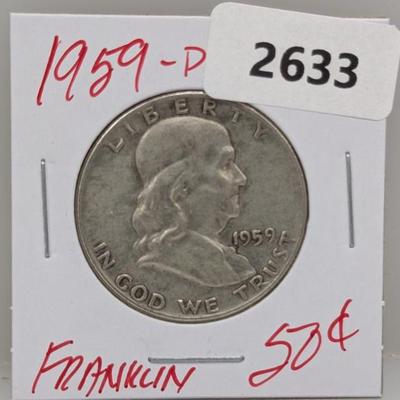 1959-D
2633
LIBERTY
1959
IN GOD WE TRUST
FRANKLIN 50¢